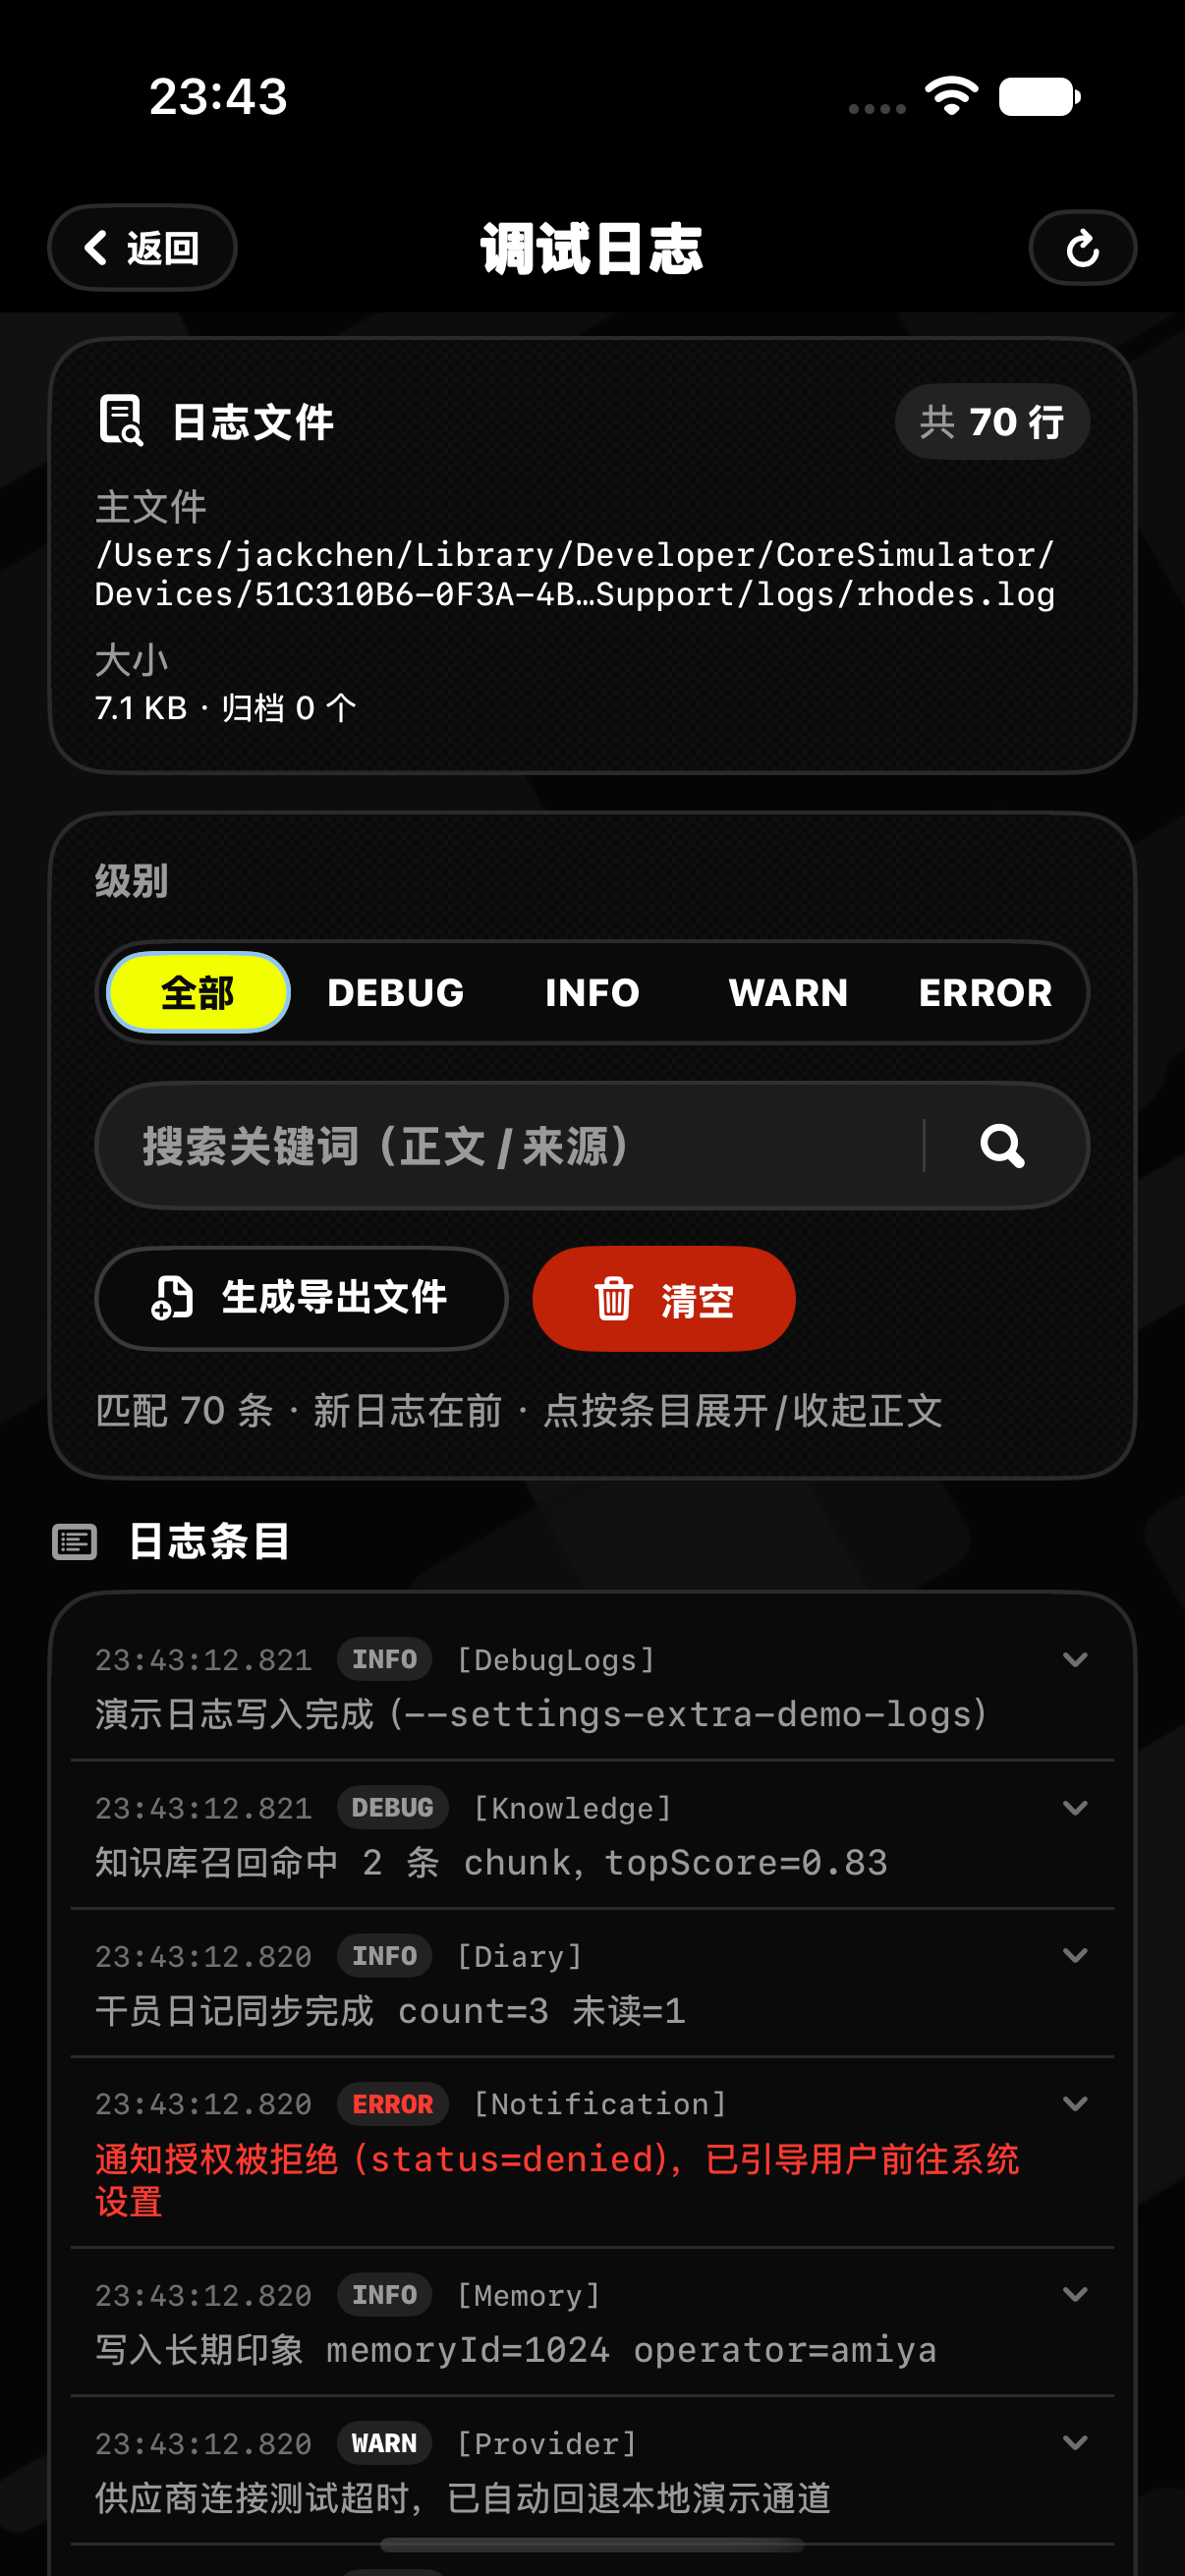 23:43
返回
调试日志
日志文件
共 70 行
主文件
/Users/jackchen/Library/Developer/CoreSimulator/
Devices/51C310B6-0F3A-4B…Support/logs/rhodes.log
大小
7.1 KB · 归档 0 个
级别
全部 DEBUG INFO WARN ERROR
搜索关键词（正文 / 来源）
生成导出文件 清空
匹配 70 条 · 新日志在前 · 点按条目展开/收起正文
日志条目
23:43:12.821 INFO [DebugLogs]
演示日志写入完成（--settings-extra-demo-logs）
23:43:12.821 DEBUG [Knowledge]
知识库召回命中 2 条 chunk，topScore=0.83
23:43:12.820 INFO [Diary]
干员日记同步完成 count=3 未读=1
23:43:12.820 ERROR [Notification]
通知授权被拒绝（status=denied），已引导用户前往系统
设置
23:43:12.820 INFO [Memory]
写入长期印象 memoryId=1024 operator=amiya
23:43:12.820 WARN [Provider]
供应商连接测试超时，已自动回退本地演示通道